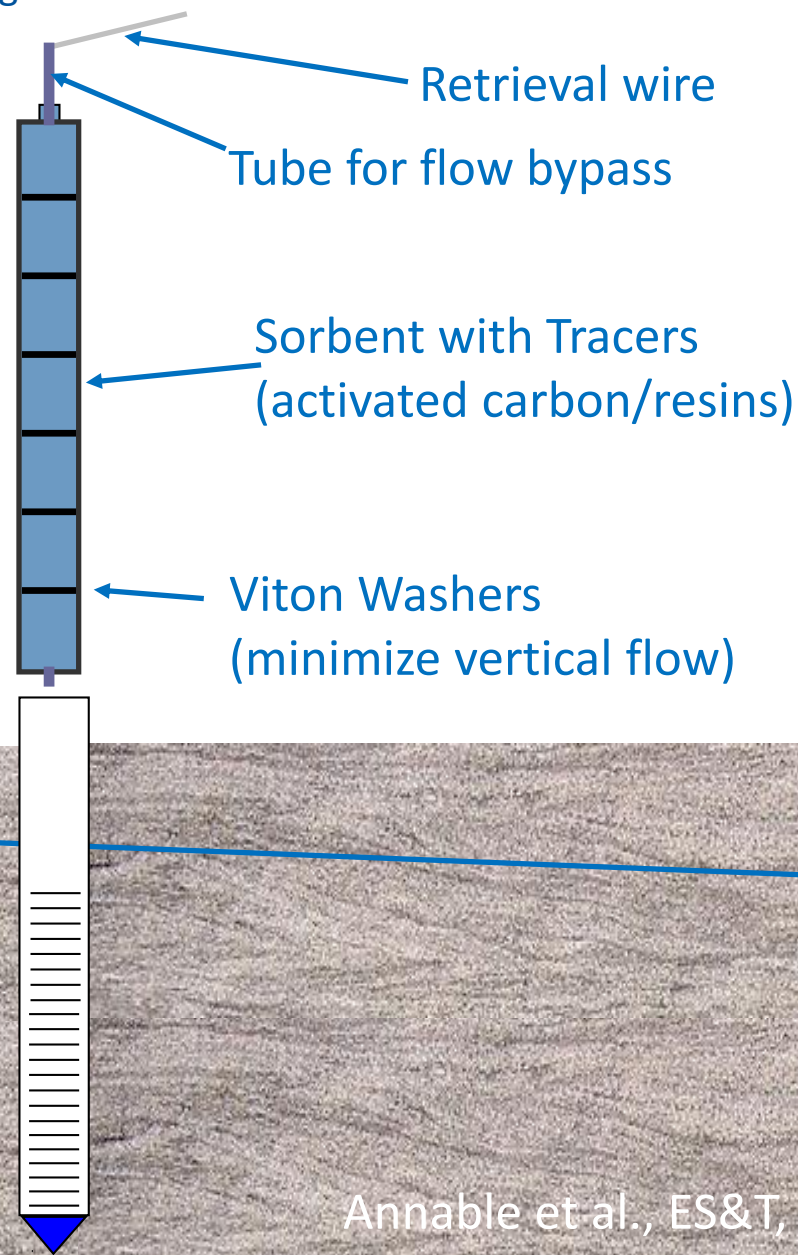 Retrieval wire
Tube for flow bypass
Sorbent with Tracers
(activated carbon/resins)
Viton Washers
(minimize vertical flow)
Annable et al., ES&T,